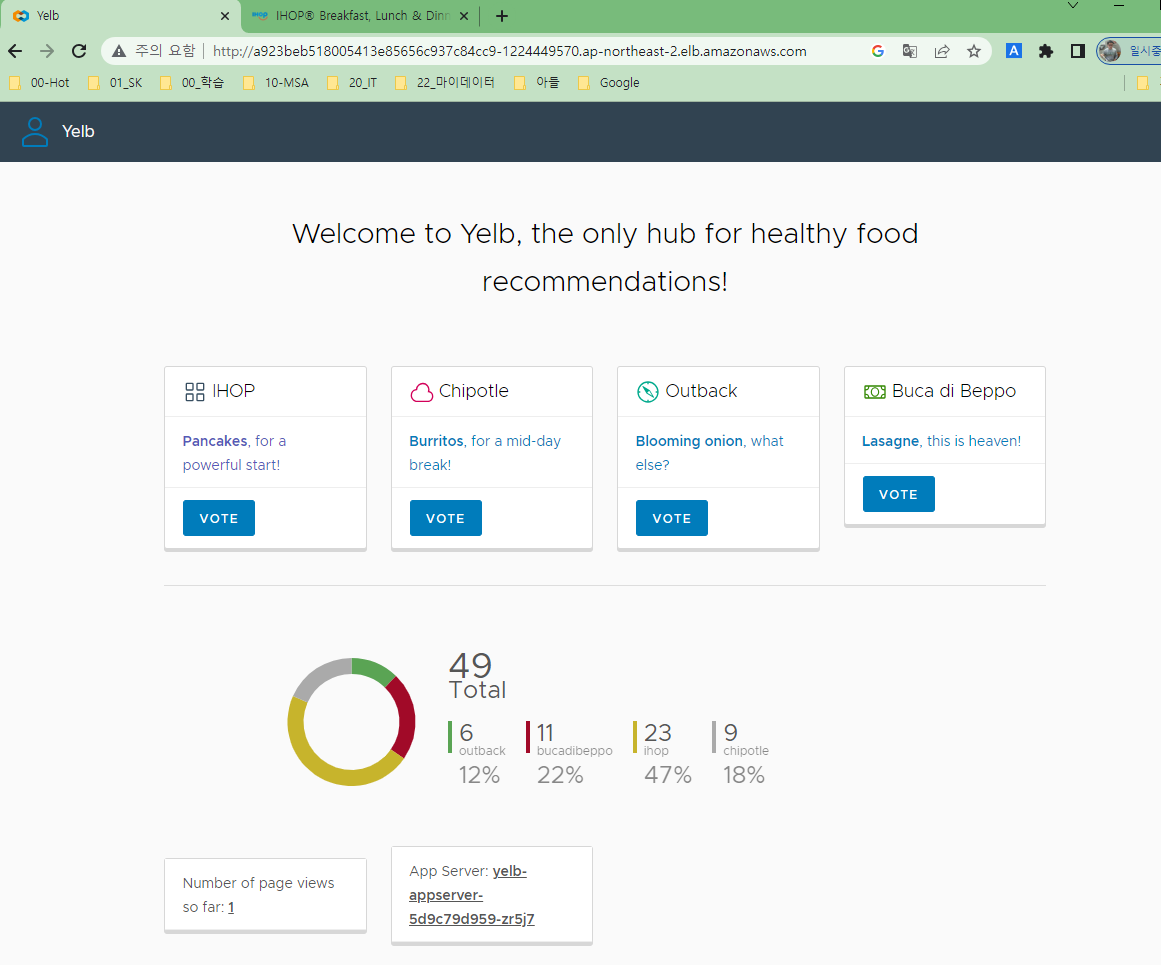 Yelb
IHOP® Breakfast, Lunch & Dinn
주의 요함
http://a923beb518005413e85656c937c84cc9-1224449570.ap-northeast-2.elb.amazonaws.com
G
A
일시중
00-Hot
01_SK
00_학습
10-MSA
20_IT
22_마이데이터
아들
Google
Yelb
Welcome to Yelb, the only hub for healthy food
recommendations!
IHOP
Pancakes, for a
powerful start!
VOTE
Chipotle
Burritos, for a mid-day
break!
VOTE
Outback
Blooming onion, what
else?
VOTE
Buca di Beppo
Lasagne, this is heaven!
VOTE
49
Total
6
outback
12%
11
bucadibeppo
22%
23
ihop
47%
9
chipotle
18%
Number of page views
so far: 1
App Server: yelb-
appserver-
5d9c79d959-zr5j7